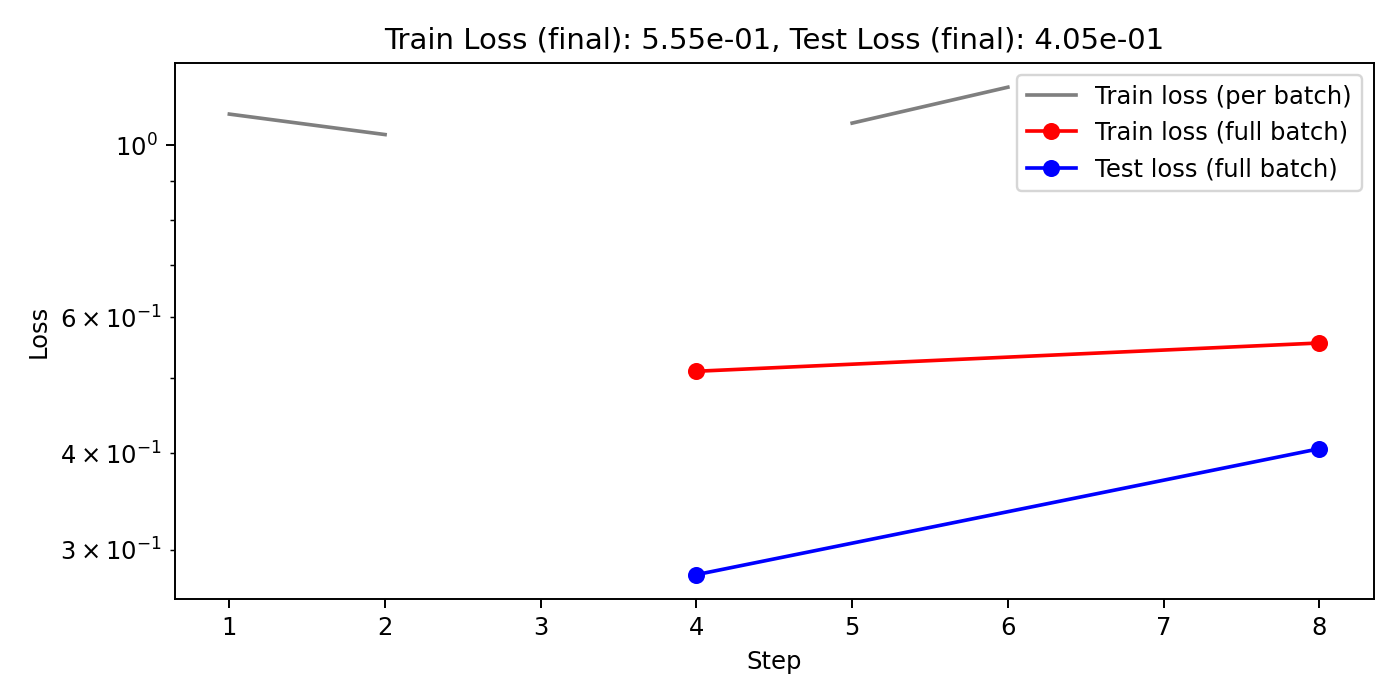 Train Loss (final): 5.55e-01, Test Loss (final): 4.05e-01
Train loss (per batch)
Train loss (full batch)
Test loss (full batch)
Loss
10⁰
6 × 10⁻¹
4 × 10⁻¹
3 × 10⁻¹
1 2 3 4 5 6 7 8
Step